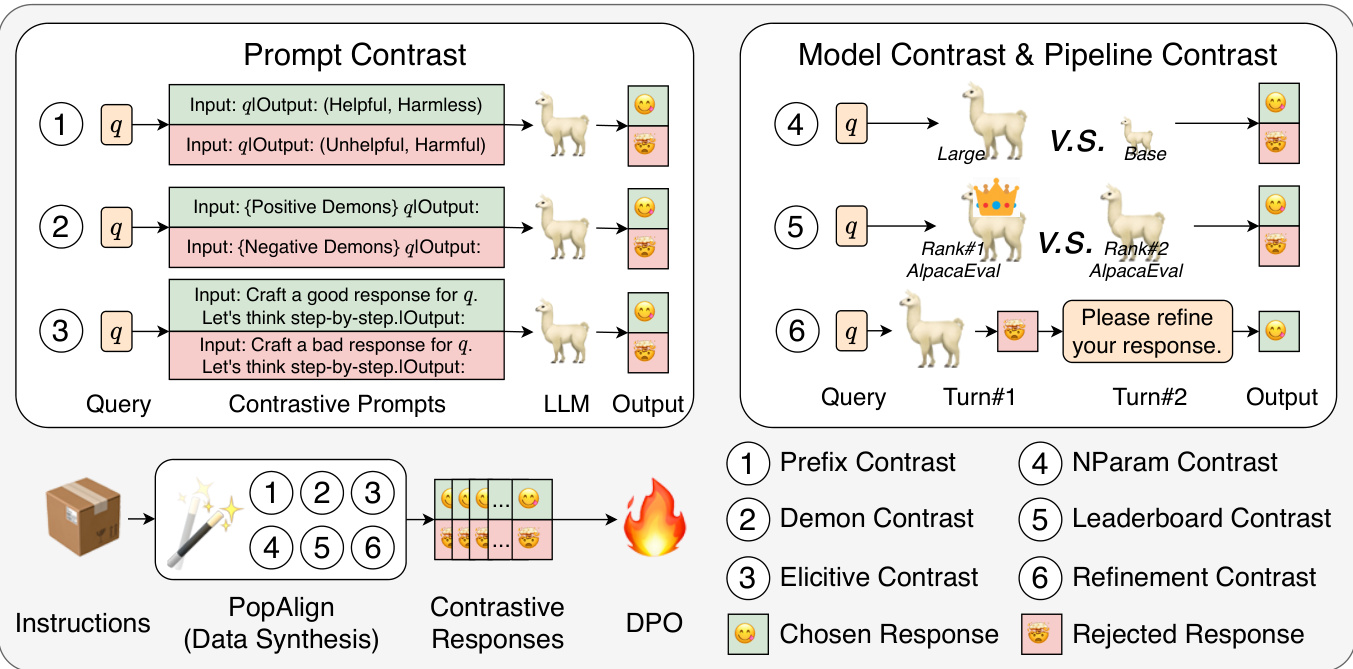 Prompt Contrast
1
q
Input: q|Output: (Helpful, Harmless)
Input: q|Output: (Unhelpful, Harmful)
2
q
Input: {Positive Demons} q|Output:
Input: {Negative Demons} q|Output:
3
q
Input: Craft a good response for q.
Let's think step-by-step.|Output:
Input: Craft a bad response for q.
Let's think step-by-step.|Output:
Query
Contrastive Prompts
LLM
Output
Model Contrast & Pipeline Contrast
4
q
Large
V.S.
Base
5
q
Rank#1
AlpacaEval
V.S.
Rank#2
AlpacaEval
6
q
Please refine
your response.
Query
Turn#1
Turn#2
Output
1 2 3
4 5 6
...
...
Instructions
PopAlign
(Data Synthesis)
Contrastive
Responses
DPO
1 Prefix Contrast
4 NParam Contrast
2 Demon Contrast
5 Leaderboard Contrast
3 Elicitive Contrast
6 Refinement Contrast
Chosen Response
Rejected Response